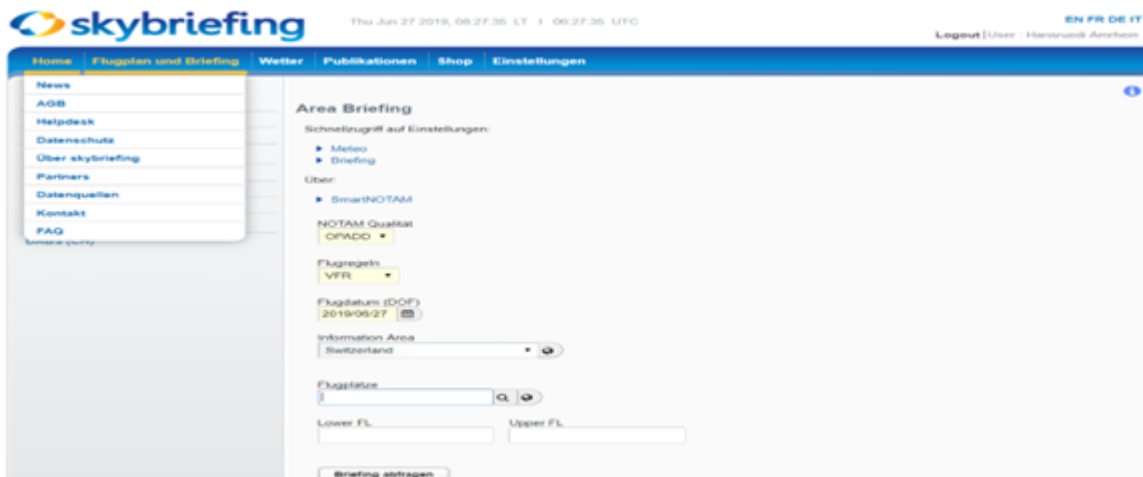 skybriefing
Thu Jun 27 2019, 08:27:35 LT I 06:27:35 UTC
EN FR DE IT
Logout | User : Hansruedi Amrhein
Home Flugplan und Briefing Wetter Publikationen Shop Einstellungen
News
AGB
Helpdesk
Datenschutz
Über skybriefing
Partners
Datenquellen
Kontakt
FAQ
Area Briefing
Schnellzugriff auf Einstellungen:
Meteo
Briefing
Über:
SmartNOTAM
NOTAM Qualität
OPADD
Flugregeln
VFR
Flugdatum (DOF)
2019/06/27
Information Area
Switzerland
Flugplätze
Lower FL Upper FL
Briefing abfragen